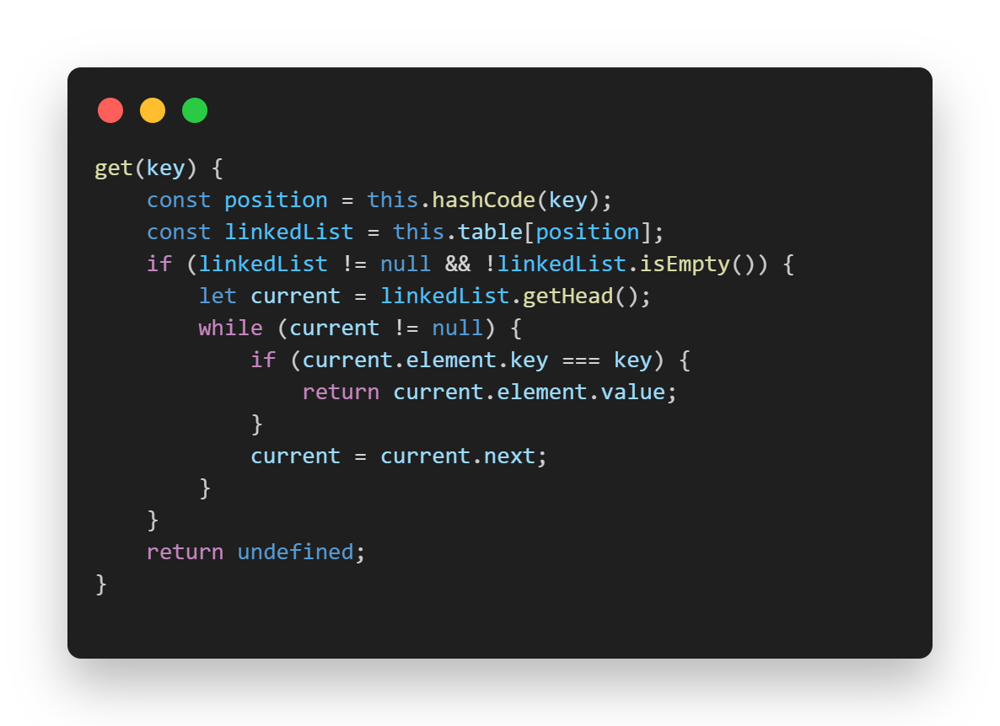 get(key) {
    const position = this.hashCode(key);
    const linkedList = this.table[position];
    if (linkedList != null && !linkedList.isEmpty()) {
        let current = linkedList.getHead();
        while (current != null) {
            if (current.element.key === key) {
                return current.element.value;
            }
            current = current.next;
        }
    }
    return undefined;
}